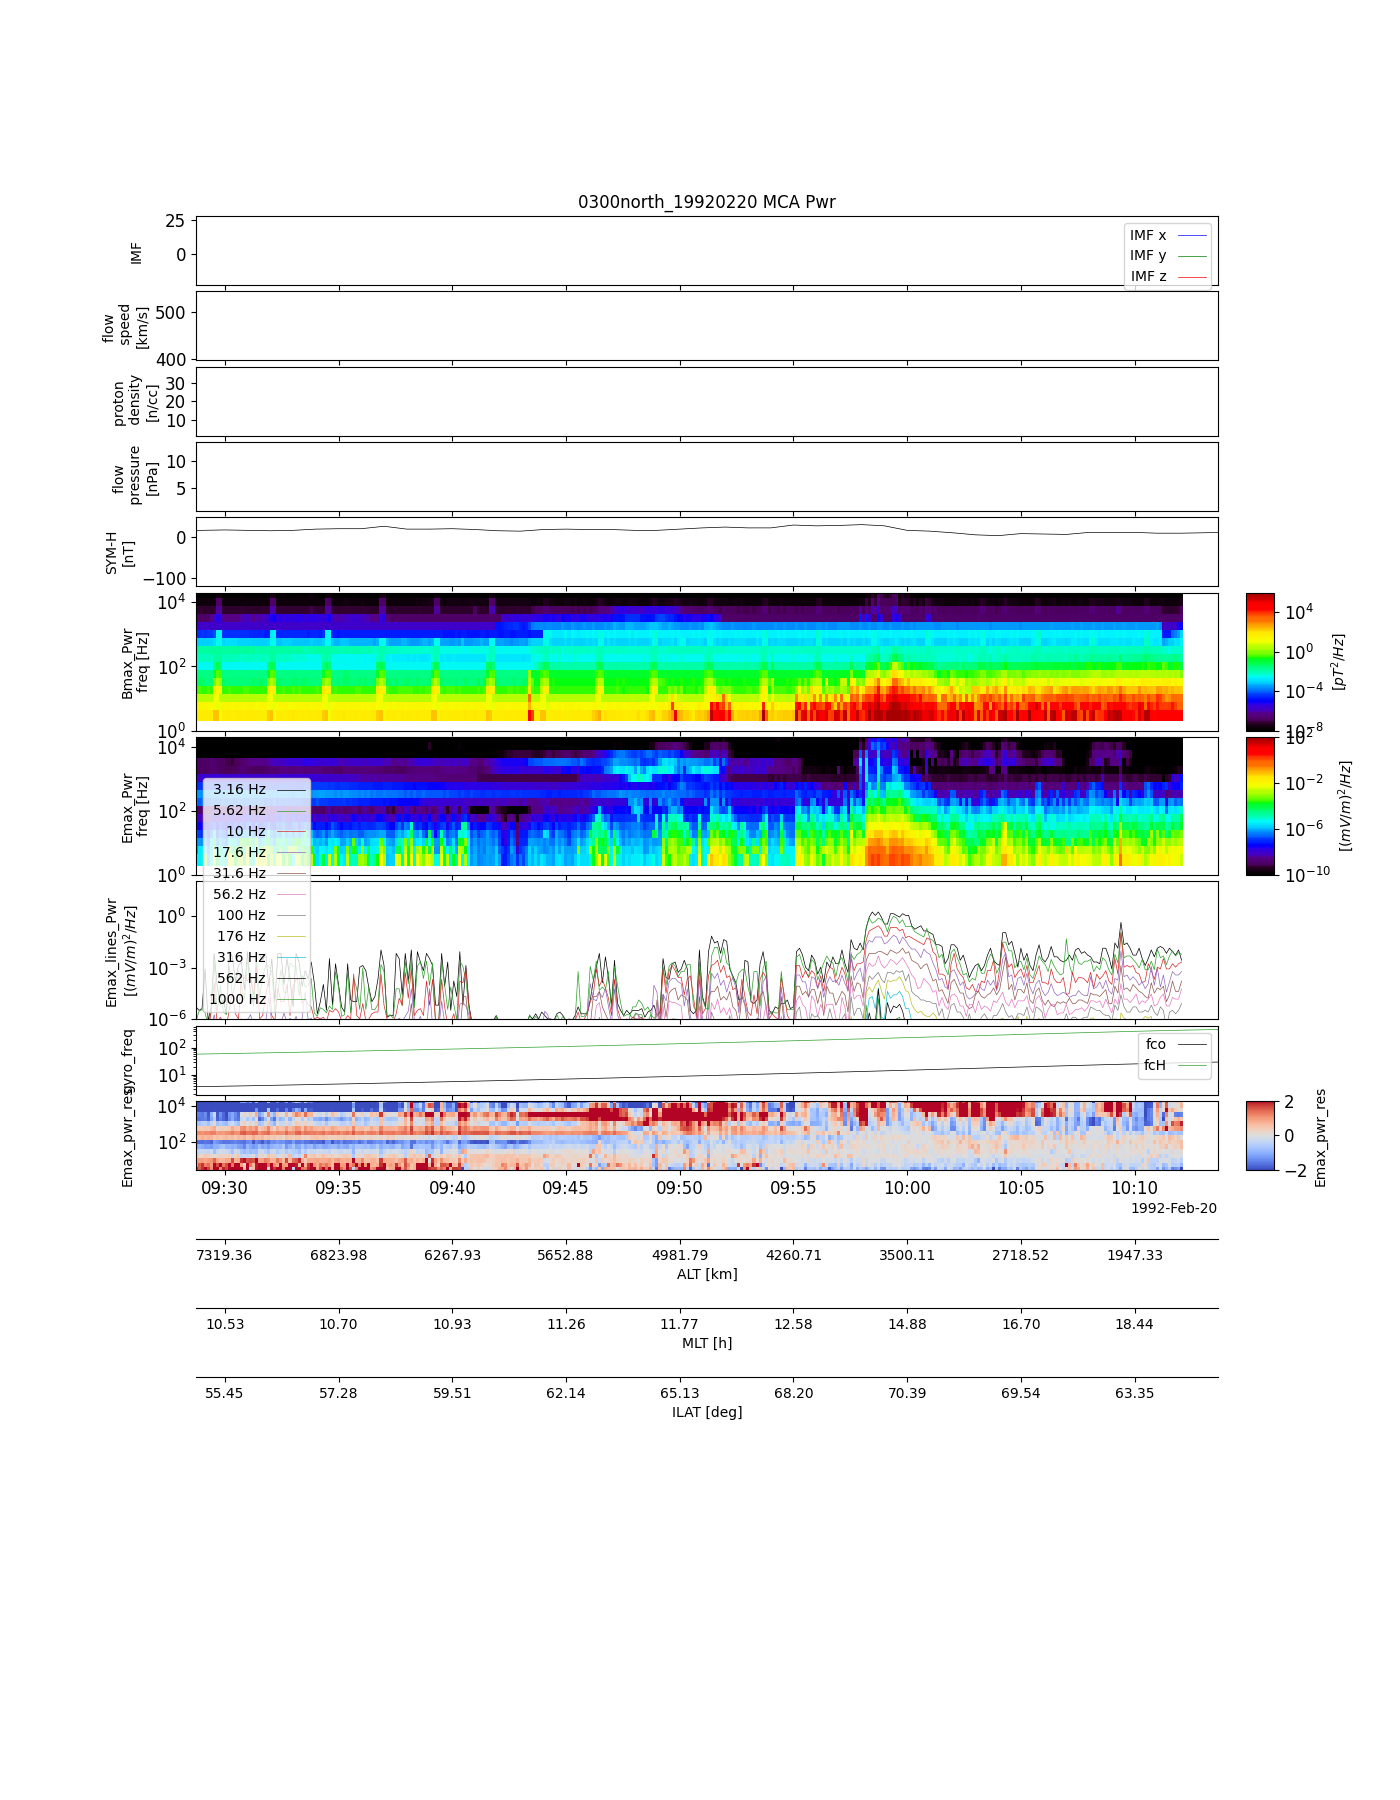 0300north_19920220 MCA Pwr
25
0
IMF
IMF x
IMF y
IMF z
500
400
flow
speed
[km/s]
30
20
10
proton
density
[n/cc]
10
5
flow
pressure
[nPa]
0
−100
SYM-H
[nT]
10^4
10^2
10^0
Bmax_Pwr
freq [Hz]
10^4
10^0
10^−4
10^−8
[pT^2/Hz]
10^4
10^2
10^0
Emax_Pwr
freq [Hz]
10^2
10^−2
10^−6
10^−10
[(mV/m)^2/Hz]
3.16 Hz
5.62 Hz
10 Hz
17.6 Hz
31.6 Hz
56.2 Hz
100 Hz
176 Hz
316 Hz
562 Hz
1000 Hz
10^0
10^−3
10^−6
Emax_lines_Pwr
[(mV/m)^2/Hz]
10^2
10^1
gyro_freq
fco
fcH
10^4
10^2
Emax_pwr_res
2
0
−2
Emax_pwr_res
09:30 09:35 09:40 09:45 09:50 09:55 10:00 10:05 10:10
1992-Feb-20
7319.36 6823.98 6267.93 5652.88 4981.79 4260.71 3500.11 2718.52 1947.33
ALT [km]
10.53 10.70 10.93 11.26 11.77 12.58 14.88 16.70 18.44
MLT [h]
55.45 57.28 59.51 62.14 65.13 68.20 70.39 69.54 63.35
ILAT [deg]